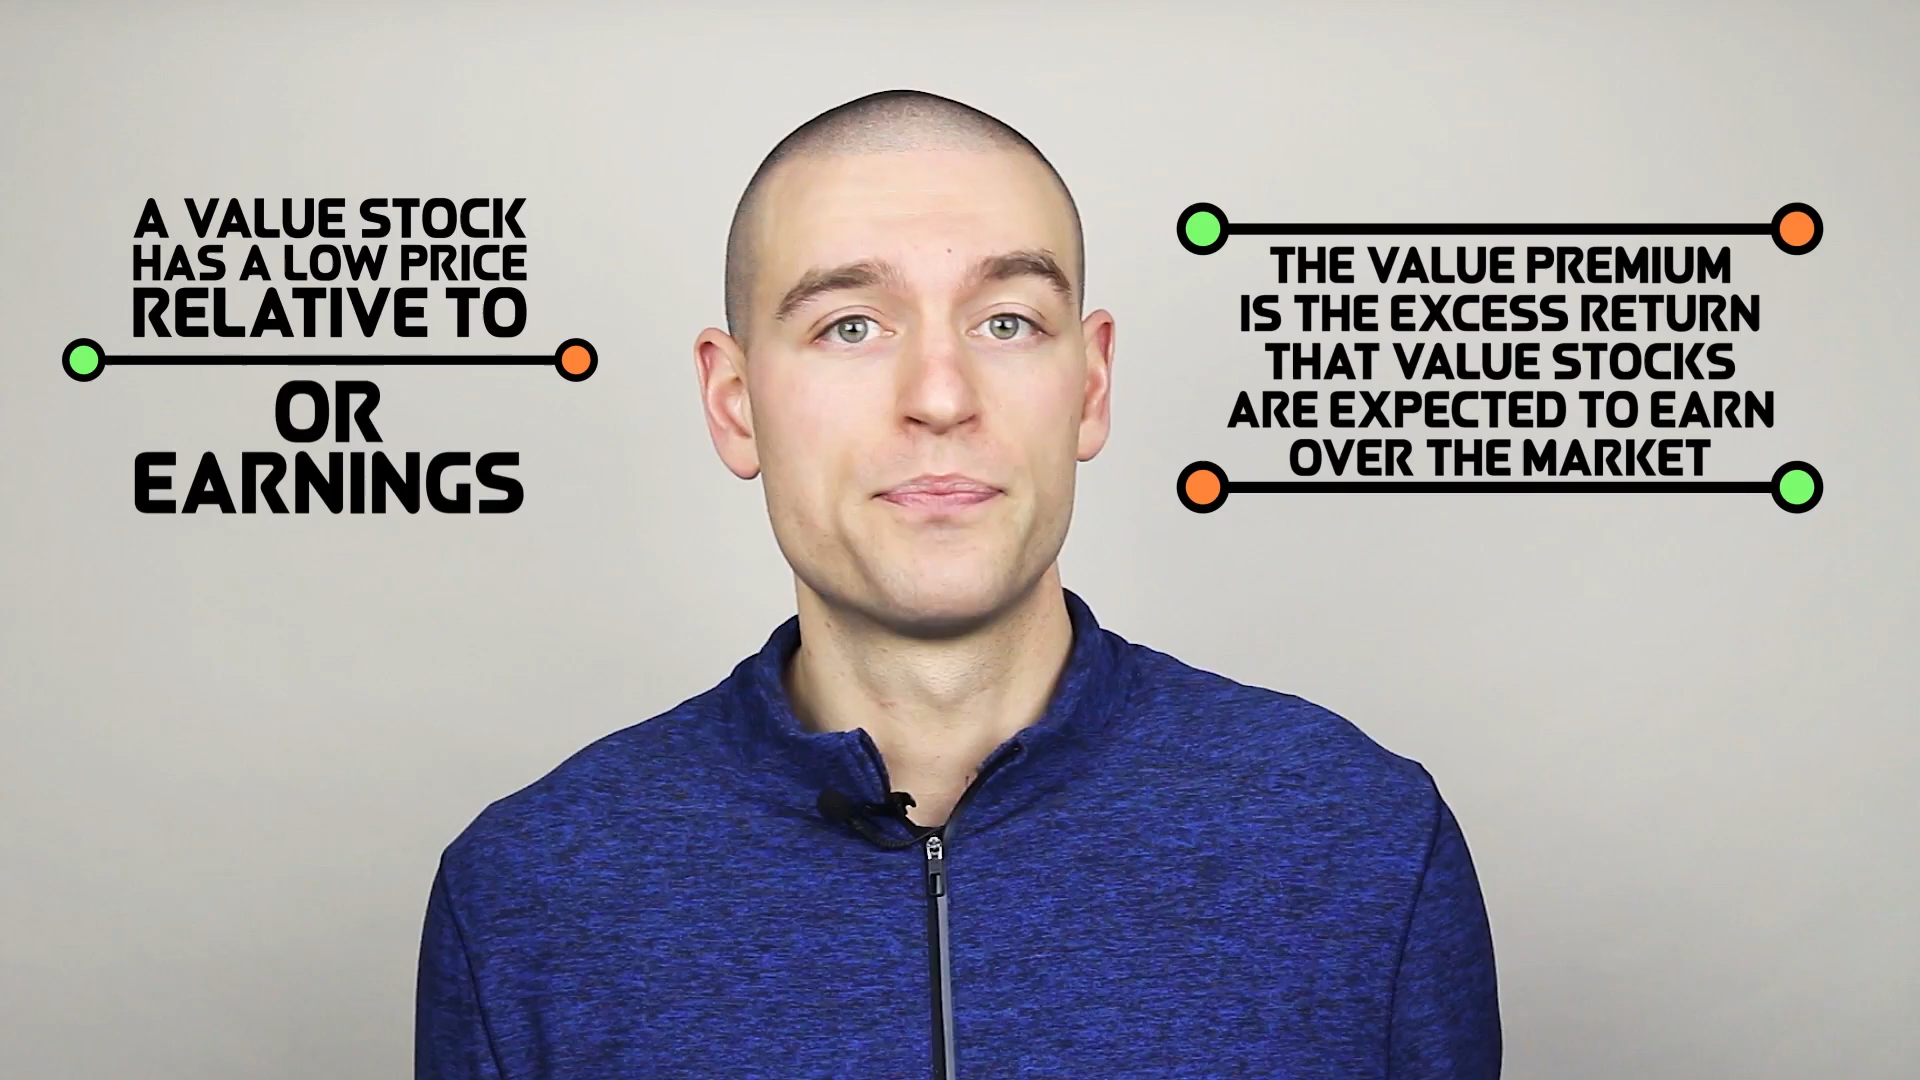 A VALUE STOCK
HAS A LOW PRICE
RELATIVE TO
OR
EARNINGS
THE VALUE PREMIUM
IS THE EXCESS RETURN
THAT VALUE STOCKS
ARE EXPECTED TO EARN
OVER THE MARKET